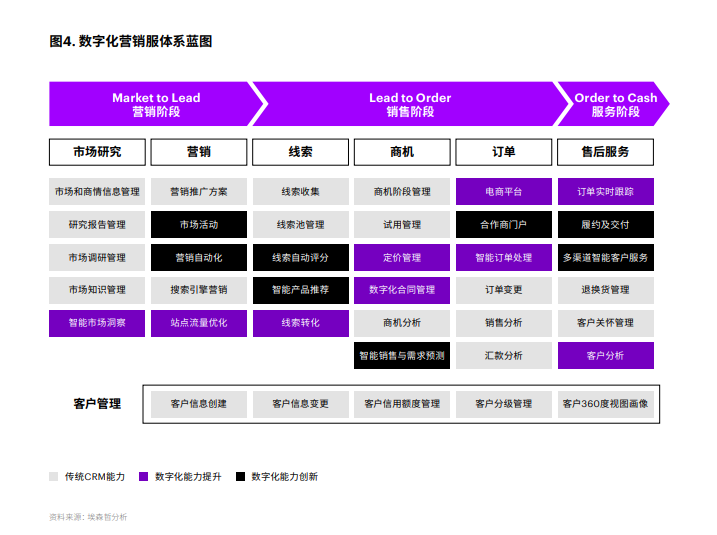 图4. 数字化营销服体系蓝图
Market to Lead
营销阶段
Lead to Order
销售阶段
Order to Cash
服务阶段
市场研究 营销 线索 商机 订单 售后服务
市场和商情信息管理 营销推广方案 线索收集 商机阶段管理 电商平台 订单实时跟踪
研究报告管理 市场活动 线索池管理 试用管理 合作商门户 履约及交付
市场调研管理 营销自动化 线索自动评分 定价管理 智能订单处理 多渠道智能客户服务
市场知识管理 搜索引擎营销 智能产品推荐 数字化合同管理 订单变更 退换货管理
智能市场洞察 站点流量优化 线索转化 商机分析 销售分析 客户关怀管理
智能销售与需求预测 汇款分析 客户分析
客户管理 客户信息创建 客户信息变更 客户信用额度管理 客户分级管理 客户360度视图画像
传统CRM能力 数字化能力提升 数字化能力创新
资料来源：埃森哲分析